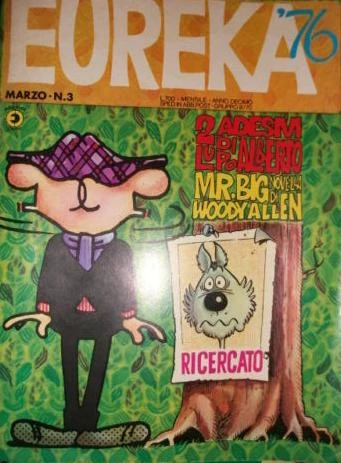 EUREKA '76
MARZO - N.3
L.700 - MENSILE - ANNO DECIMO
SPED.IN ABB.POST. - GRUPPO III/70
2 ADESIVI
DI
LUPO ALBERTO
MR. BIG NOVELLA
DI
WOODY ALLEN
RICERCATO